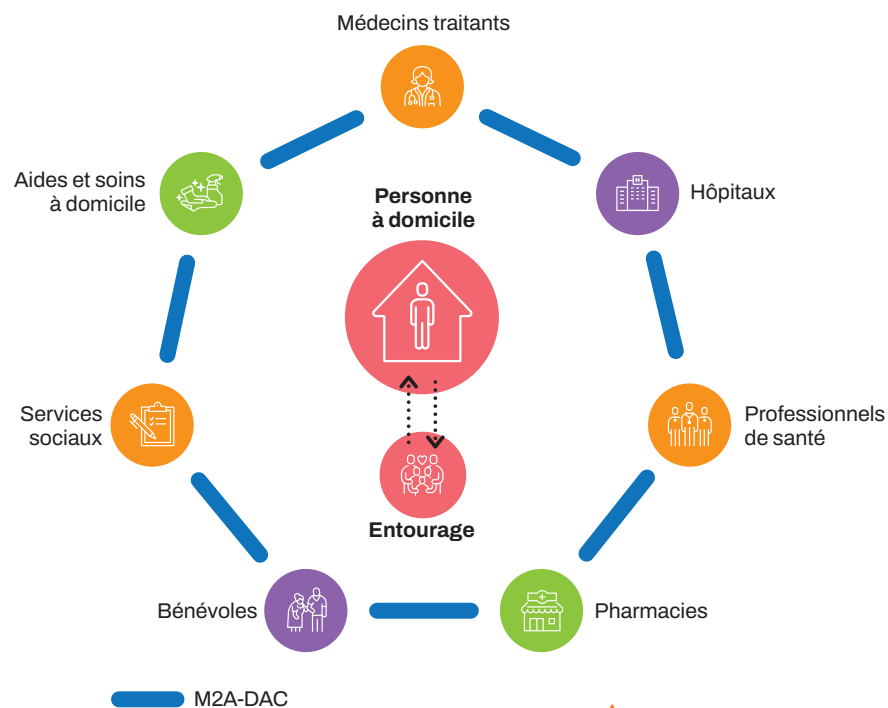 Médecins traitants
Aides et soins
à domicile
Hôpitaux
Personne
à domicile
Services
sociaux
Professionnels
de santé
Entourage
Bénévoles
Pharmacies
M2A-DAC